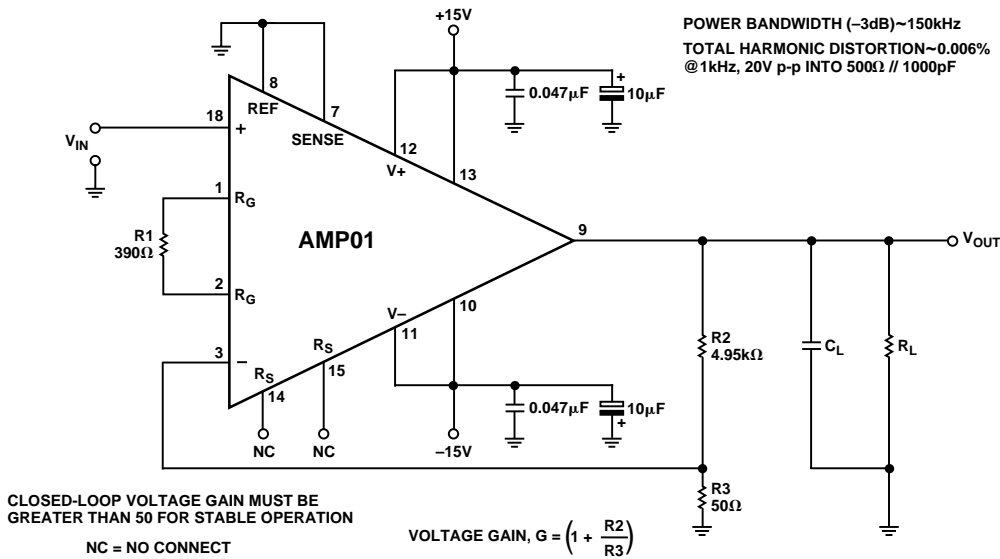 +15V
POWER BANDWIDTH (–3dB)~150kHz
TOTAL HARMONIC DISTORTION~0.006%
@1kHz, 20V p-p INTO 500Ω // 1000pF
8
REF
7
SENSE
+
0.047µF
10µF
18
+
V_IN
12
V+
13
1
R_G
R1
390Ω
AMP01
9
V_OUT
2
R_G
V–
10
11
R2
4.95kΩ
C_L
R_L
3
–
R_S
15
R_S
14
0.047µF
10µF
+
NC
NC
–15V
R3
50Ω
CLOSED-LOOP VOLTAGE GAIN MUST BE
GREATER THAN 50 FOR STABLE OPERATION
NC = NO CONNECT
VOLTAGE GAIN, G = (1 + R2/R3)